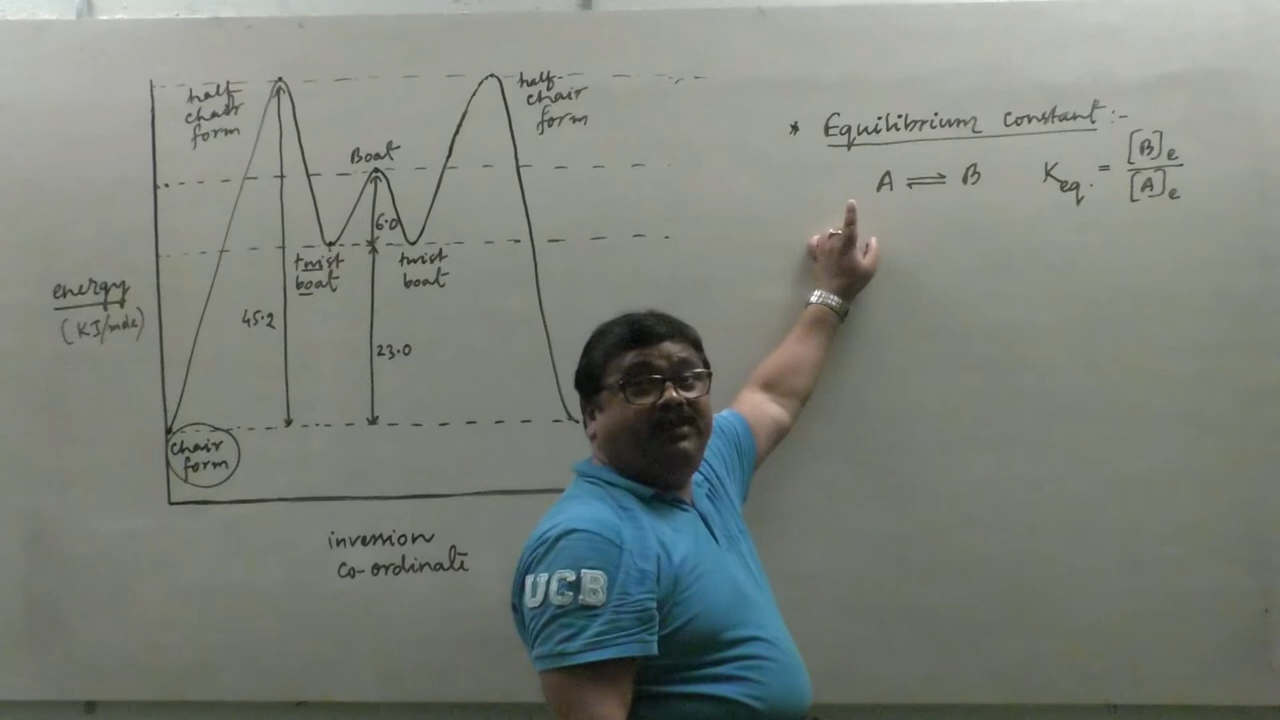 half
chair
form
half-
chair
form
Boat
6.0
twist
boat
twist
boat
energy
(KJ/mole)
45.2
23.0
chair
form
inversion
co-ordinate
* Equilibrium constant :-
A ⇌ B Keq. = [B]e / [A]e
UCB